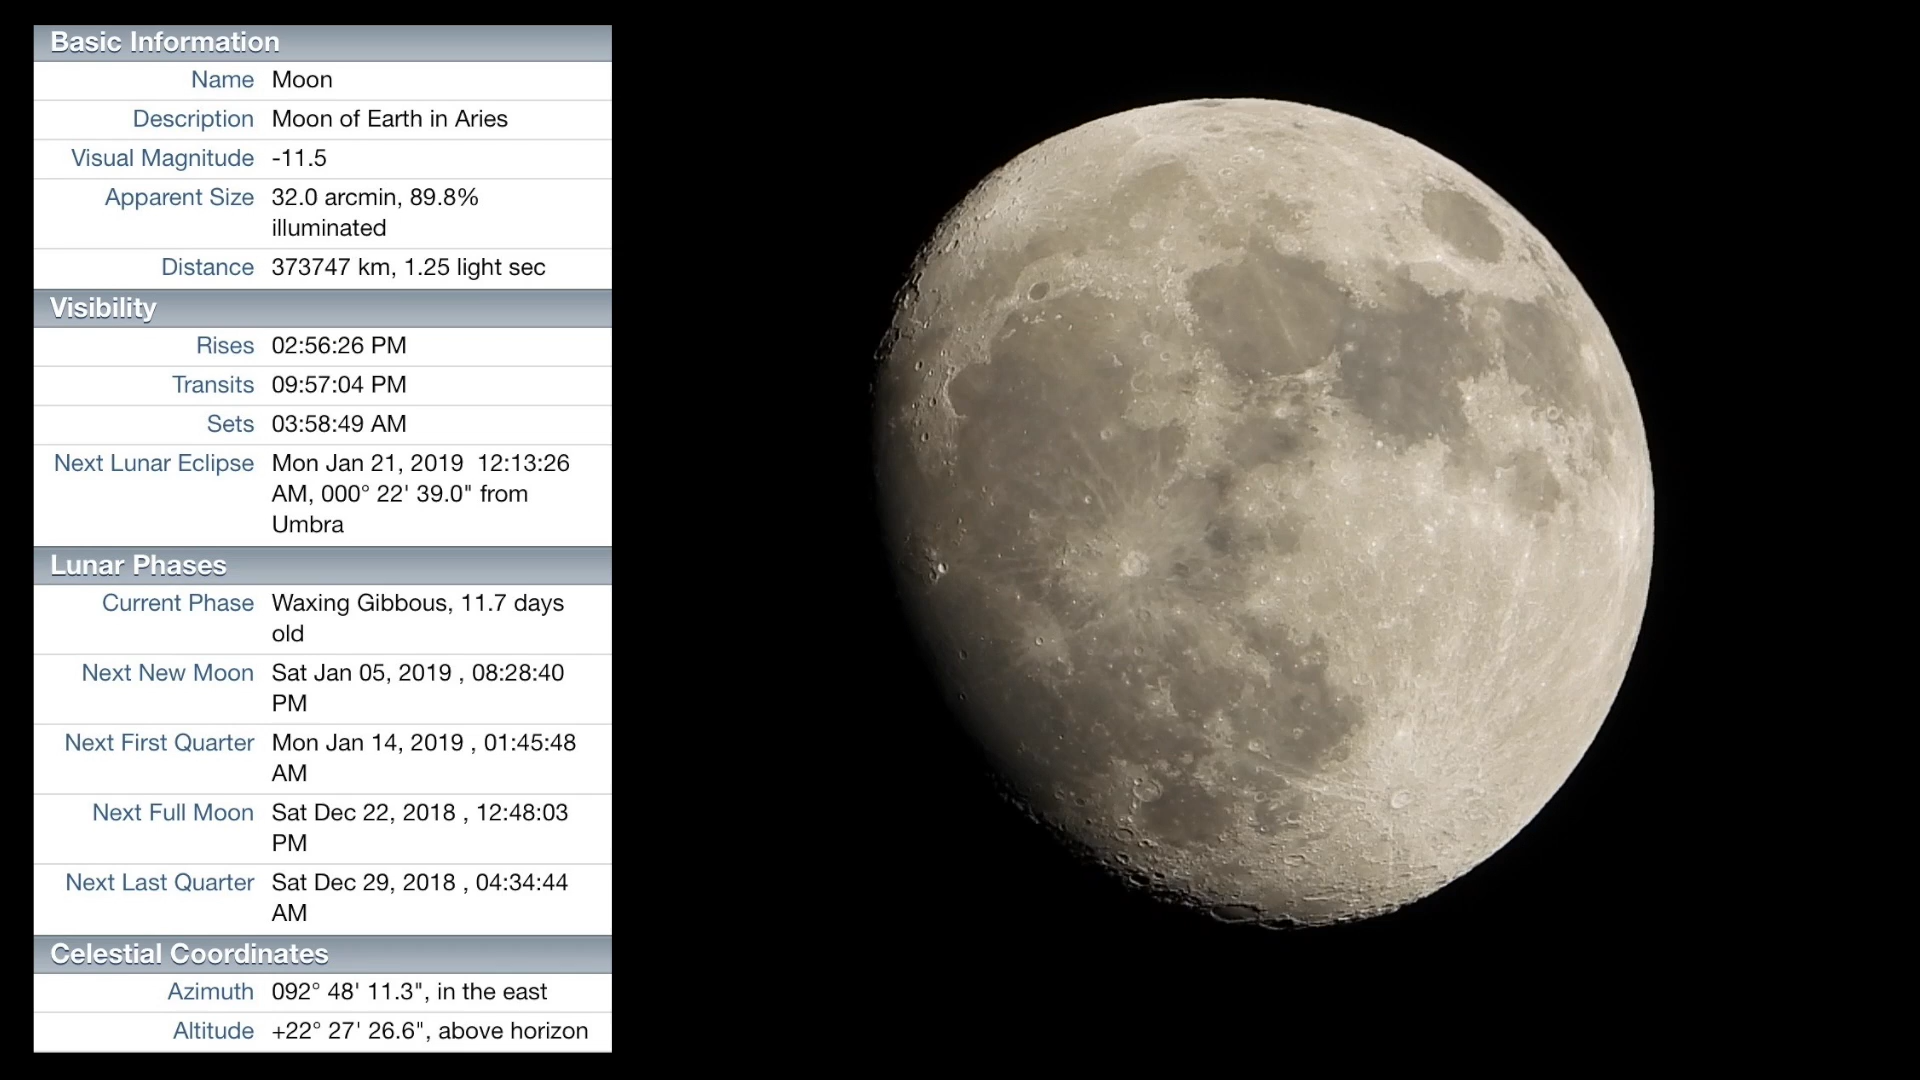 Basic Information
Name Moon
Description Moon of Earth in Aries
Visual Magnitude -11.5
Apparent Size 32.0 arcmin, 89.8%
illuminated
Distance 373747 km, 1.25 light sec
Visibility
Rises 02:56:26 PM
Transits 09:57:04 PM
Sets 03:58:49 AM
Next Lunar Eclipse Mon Jan 21, 2019  12:13:26
AM, 000° 22' 39.0" from
Umbra
Lunar Phases
Current Phase Waxing Gibbous, 11.7 days
old
Next New Moon Sat Jan 05, 2019 , 08:28:40
PM
Next First Quarter Mon Jan 14, 2019 , 01:45:48
AM
Next Full Moon Sat Dec 22, 2018 , 12:48:03
PM
Next Last Quarter Sat Dec 29, 2018 , 04:34:44
AM
Celestial Coordinates
Azimuth 092° 48' 11.3", in the east
Altitude +22° 27' 26.6", above horizon